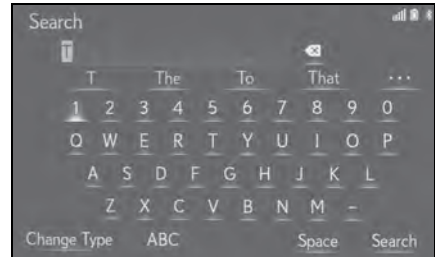 Search
T
T The To That ...
1 2 3 4 5 6 7 8 9 0
Q W E R T Y U I O P
A S D F G H J K L
Z X C V B N M -
Change Type ABC Space Search